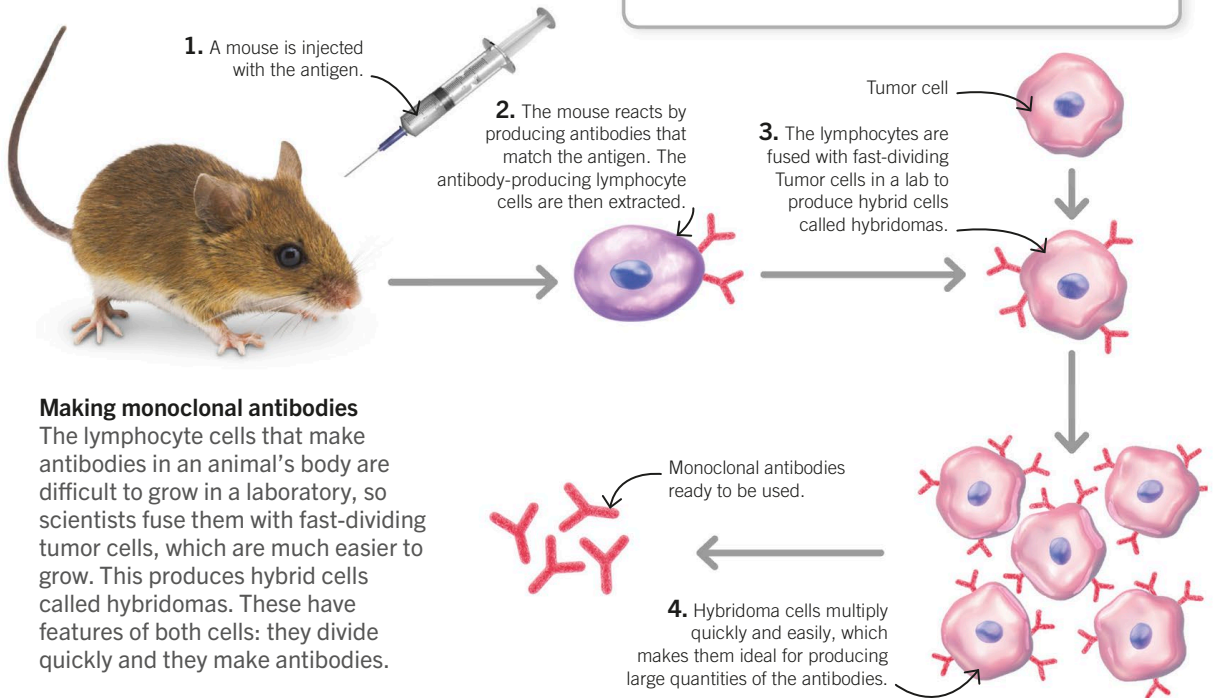 1. A mouse is injected
with the antigen.
2. The mouse reacts by
producing antibodies that
match the antigen. The
antibody-producing lymphocyte
cells are then extracted.
Tumor cell
3. The lymphocytes are
fused with fast-dividing
Tumor cells in a lab to
produce hybrid cells
called hybridomas.
Making monoclonal antibodies
The lymphocyte cells that make
antibodies in an animal’s body are
difficult to grow in a laboratory, so
scientists fuse them with fast-dividing
tumor cells, which are much easier to
grow. This produces hybrid cells
called hybridomas. These have
features of both cells: they divide
quickly and they make antibodies.
Monoclonal antibodies
ready to be used.
4. Hybridoma cells multiply
quickly and easily, which
makes them ideal for producing
large quantities of the antibodies.